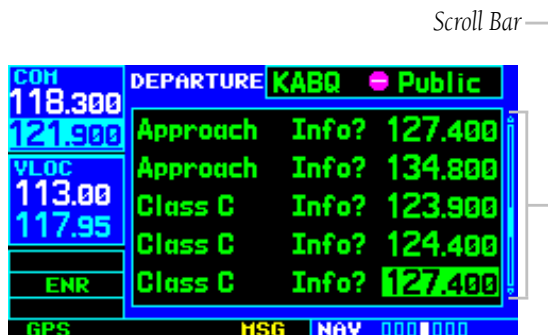 Scroll Bar
COM
118.300
121.900
VLOC
113.00
117.95
ENR
GPS
DEPARTURE KABQ Public
Approach Info? 127.400
Approach Info? 134.800
Class C Info? 123.900
Class C Info? 124.400
Class C Info? 127.400
MSG NAV